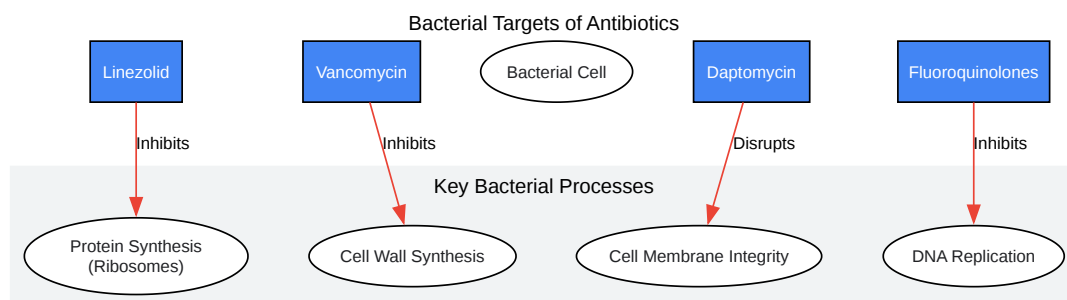 Bacterial Targets of Antibiotics
Linezolid
Vancomycin
Bacterial Cell
Daptomycin
Fluoroquinolones
Inhibits
Inhibits
Disrupts
Inhibits
Key Bacterial Processes
Protein Synthesis
(Ribosomes)
Cell Wall Synthesis
Cell Membrane Integrity
DNA Replication